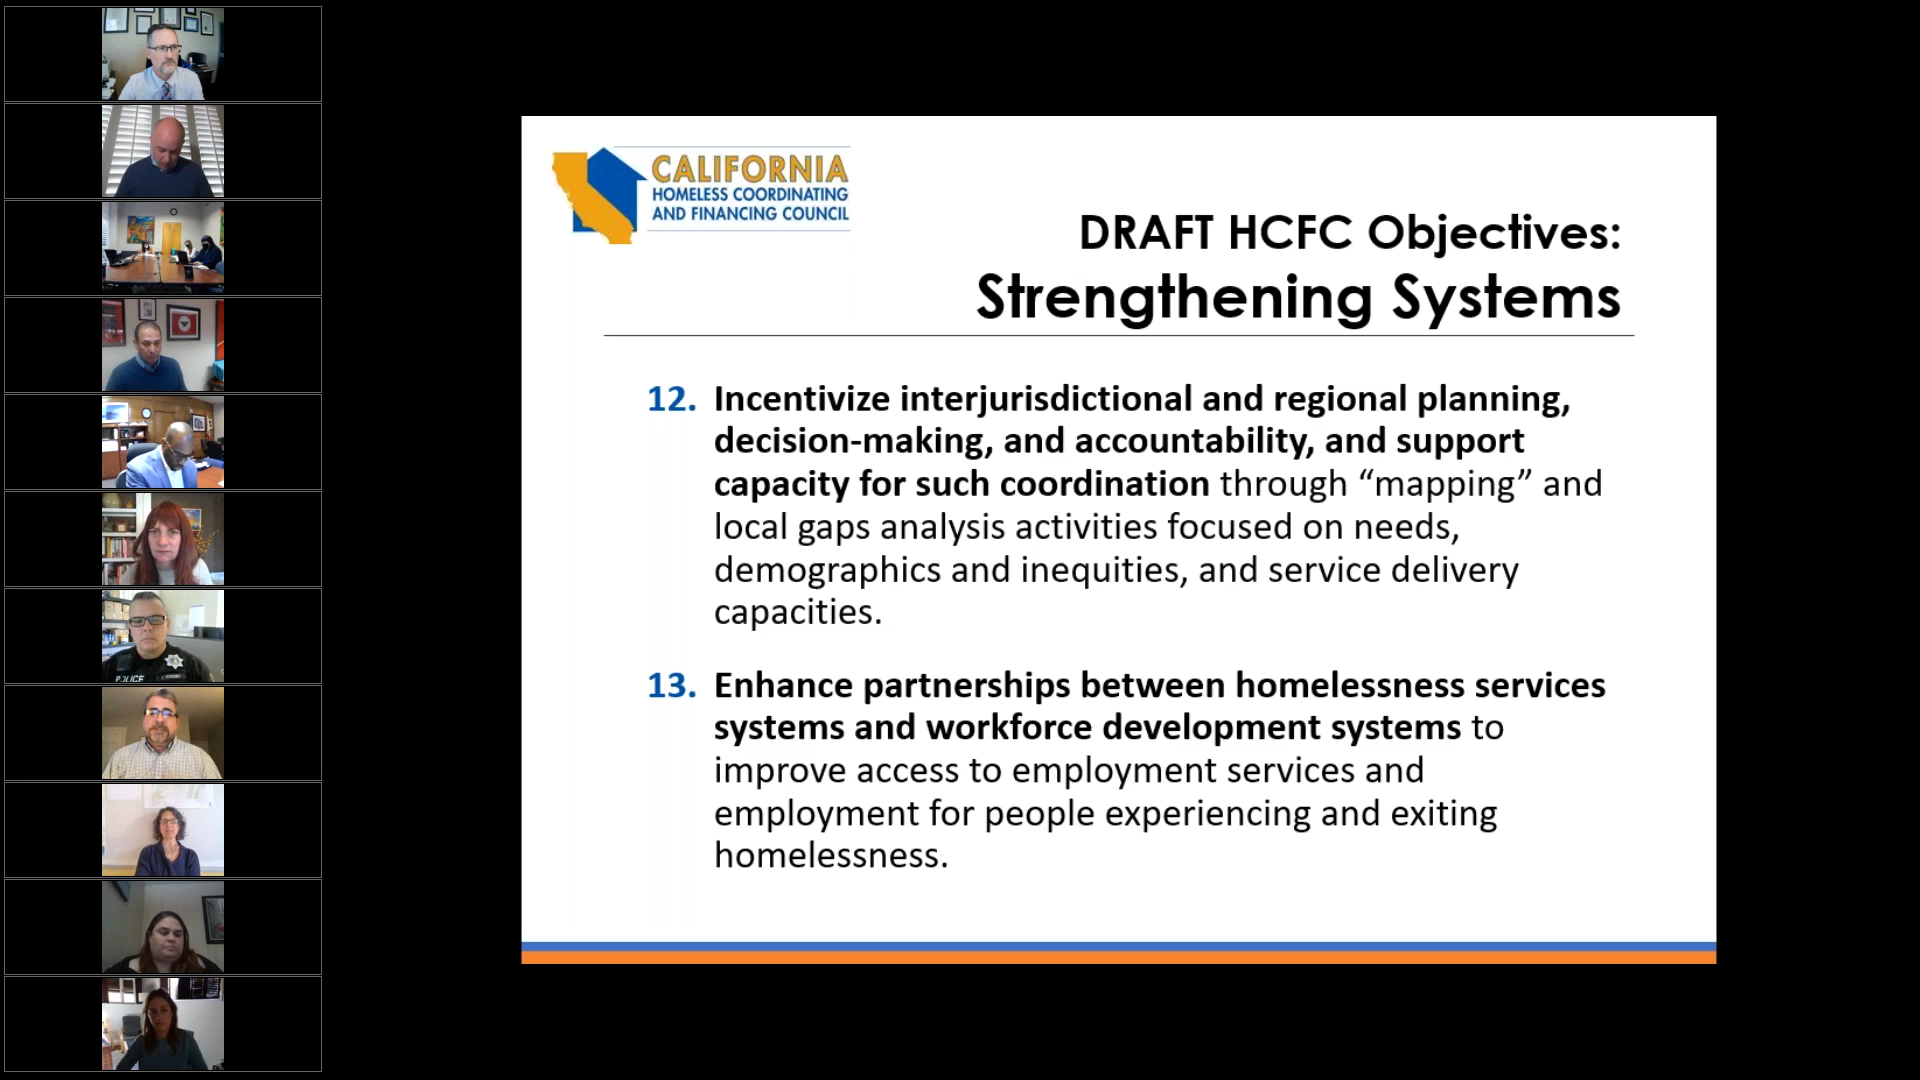 CALIFORNIA
HOMELESS COORDINATING
AND FINANCING COUNCIL
DRAFT HCFC Objectives:
Strengthening Systems
12. Incentivize interjurisdictional and regional planning,
decision-making, and accountability, and support
capacity for such coordination through “mapping” and
local gaps analysis activities focused on needs,
demographics and inequities, and service delivery
capacities.
13. Enhance partnerships between homelessness services
systems and workforce development systems to
improve access to employment services and
employment for people experiencing and exiting
homelessness.
POLICE